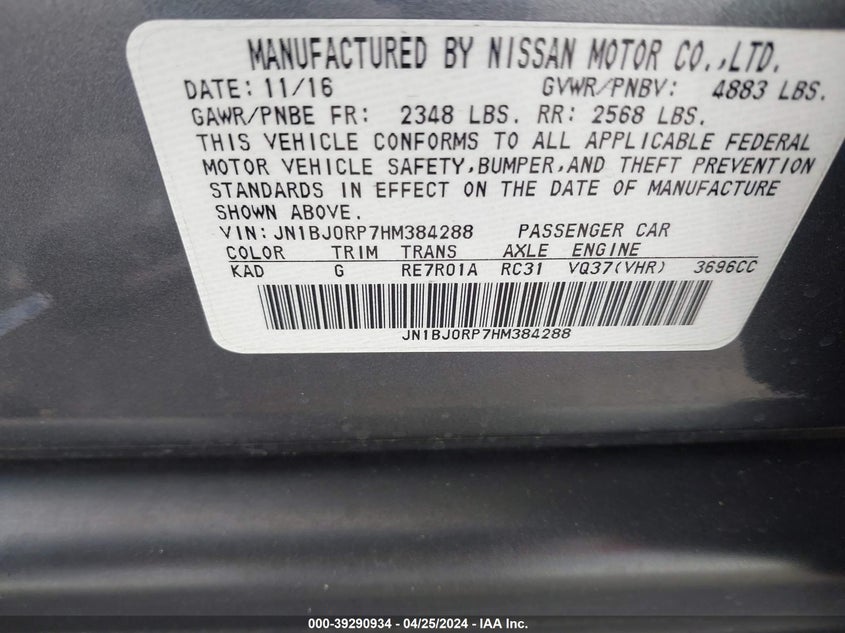 MANUFACTURED BY NISSAN MOTOR CO.,LTD.
DATE: 11/16 GVWR/PNBV: 4883 LBS.
GAWR/PNBE FR: 2348 LBS. RR: 2568 LBS.
THIS VEHICLE CONFORMS TO ALL APPLICABLE FEDERAL
MOTOR VEHICLE SAFETY,BUMPER,AND THEFT PREVENTION
STANDARDS IN EFFECT ON THE DATE OF MANUFACTURE
SHOWN ABOVE.
VIN: JN1BJ0RP7HM384288 PASSENGER CAR
COLOR TRIM TRANS AXLE ENGINE
KAD G RE7R01A RC31 VQ37(VHR) 3696CC
JN1BJ0RP7HM384288
000-39290934 - 04/25/2024 - IAA Inc.